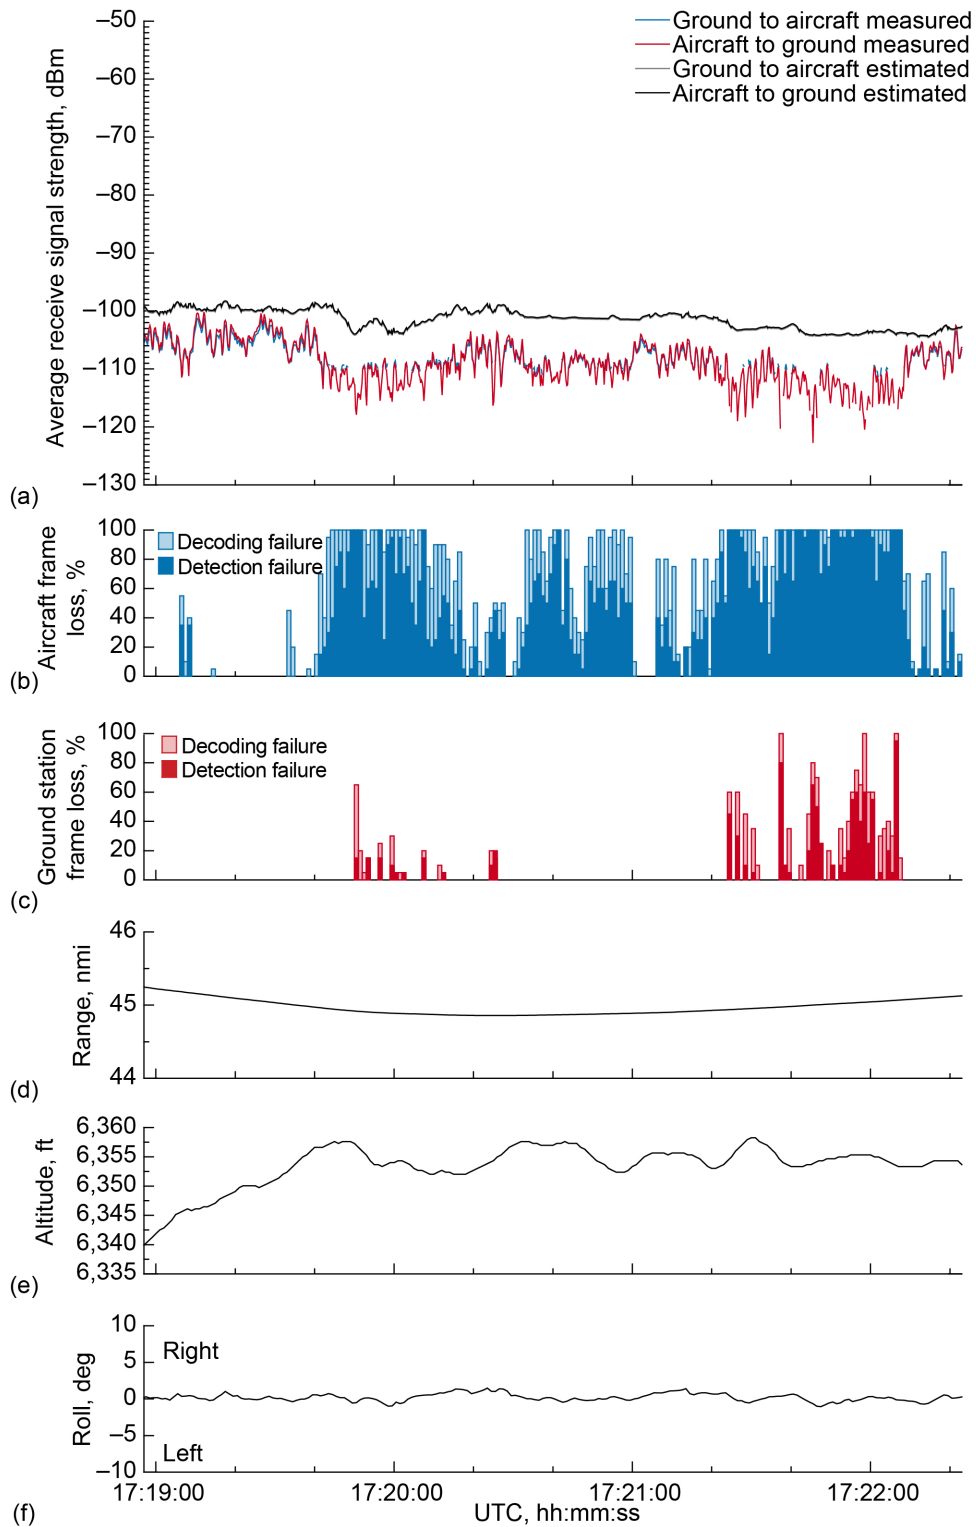 Ground to aircraft measured
Aircraft to ground measured
Ground to aircraft estimated
Aircraft to ground estimated
Average receive signal strength, dBm
–50
–60
–70
–80
–90
–100
–110
–120
–130
(a)
Aircraft frame
loss, %
100
80
60
40
20
0
Decoding failure
Detection failure
(b)
Ground station
frame loss, %
100
80
60
40
20
0
Decoding failure
Detection failure
(c)
Range, nmi
46
45
44
(d)
Altitude, ft
6,360
6,355
6,350
6,345
6,340
6,335
(e)
Roll, deg
10
5
0
–5
–10
Right
Left
17:19:00
17:20:00
17:21:00
17:22:00
UTC, hh:mm:ss
(f)